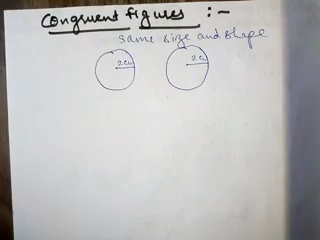 Congruent figures :-
same size and shape
2cm 2cm